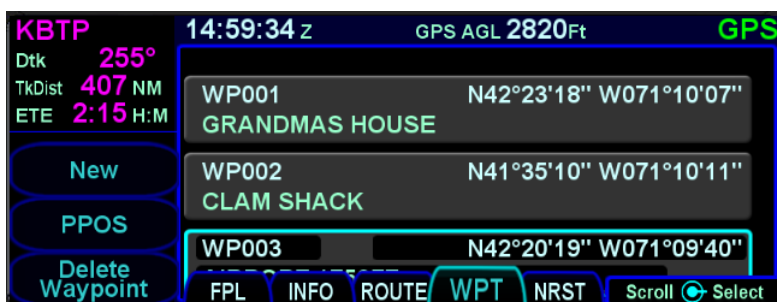 KBTP 14:59:34 Z GPS AGL 2820Ft GPS
Dtk 255°
TkDist 407 NM
ETE 2:15 H:M
WP001 N42°23'18" W071°10'07"
GRANDMAS HOUSE
New
WP002 N41°35'10" W071°10'11"
CLAM SHACK
PPOS
WP003 N42°20'19" W071°09'40"
Delete
Waypoint
FPL INFO ROUTE WPT NRST Scroll Select